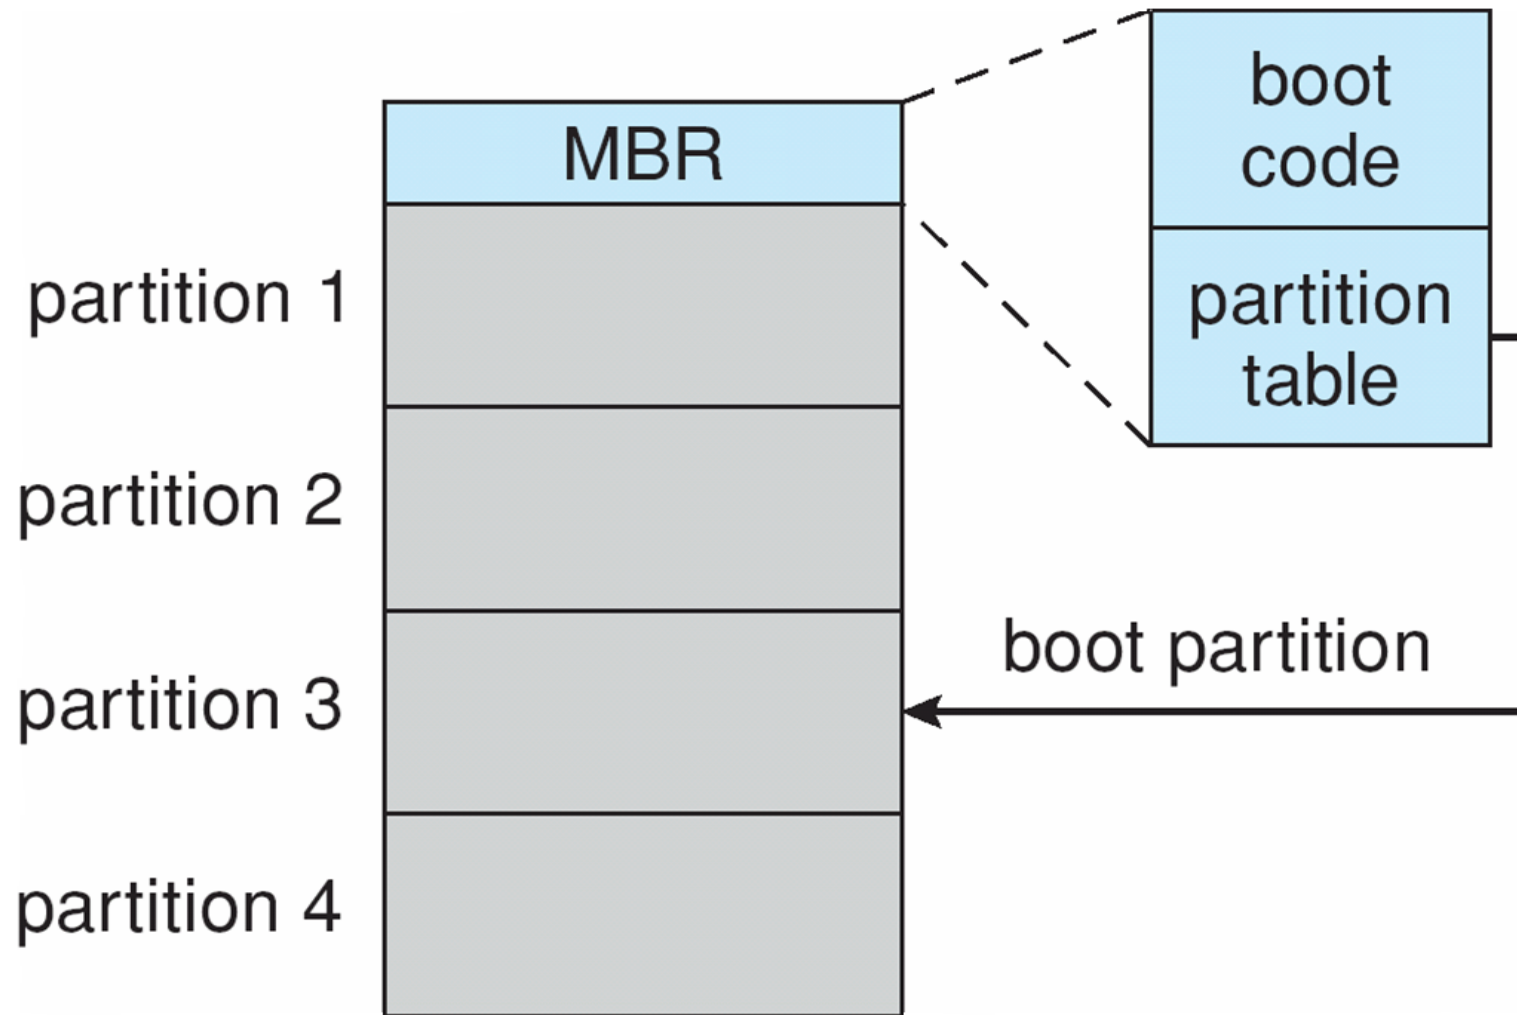 boot
code
MBR
partition 1
partition
table
partition 2
boot partition
partition 3
partition 4